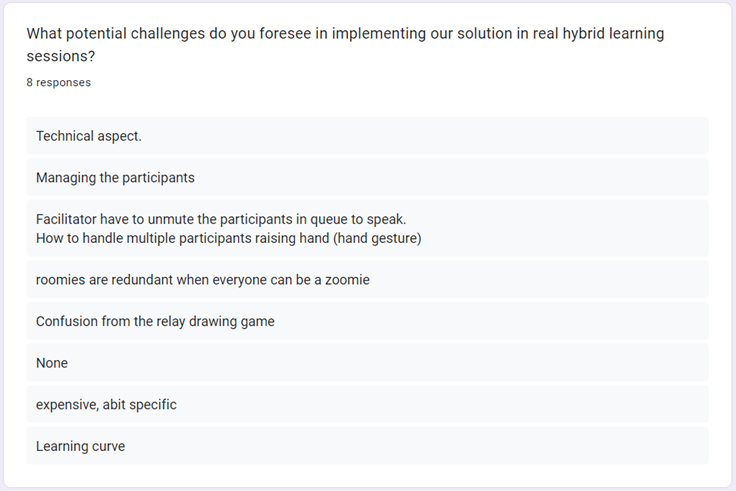 What potential challenges do you foresee in implementing our solution in real hybrid learning
sessions?
8 responses
Technical aspect.
Managing the participants
Facilitator have to unmute the participants in queue to speak.
How to handle multiple participants raising hand (hand gesture)
roomies are redundant when everyone can be a zoomie
Confusion from the relay drawing game
None
expensive, abit specific
Learning curve